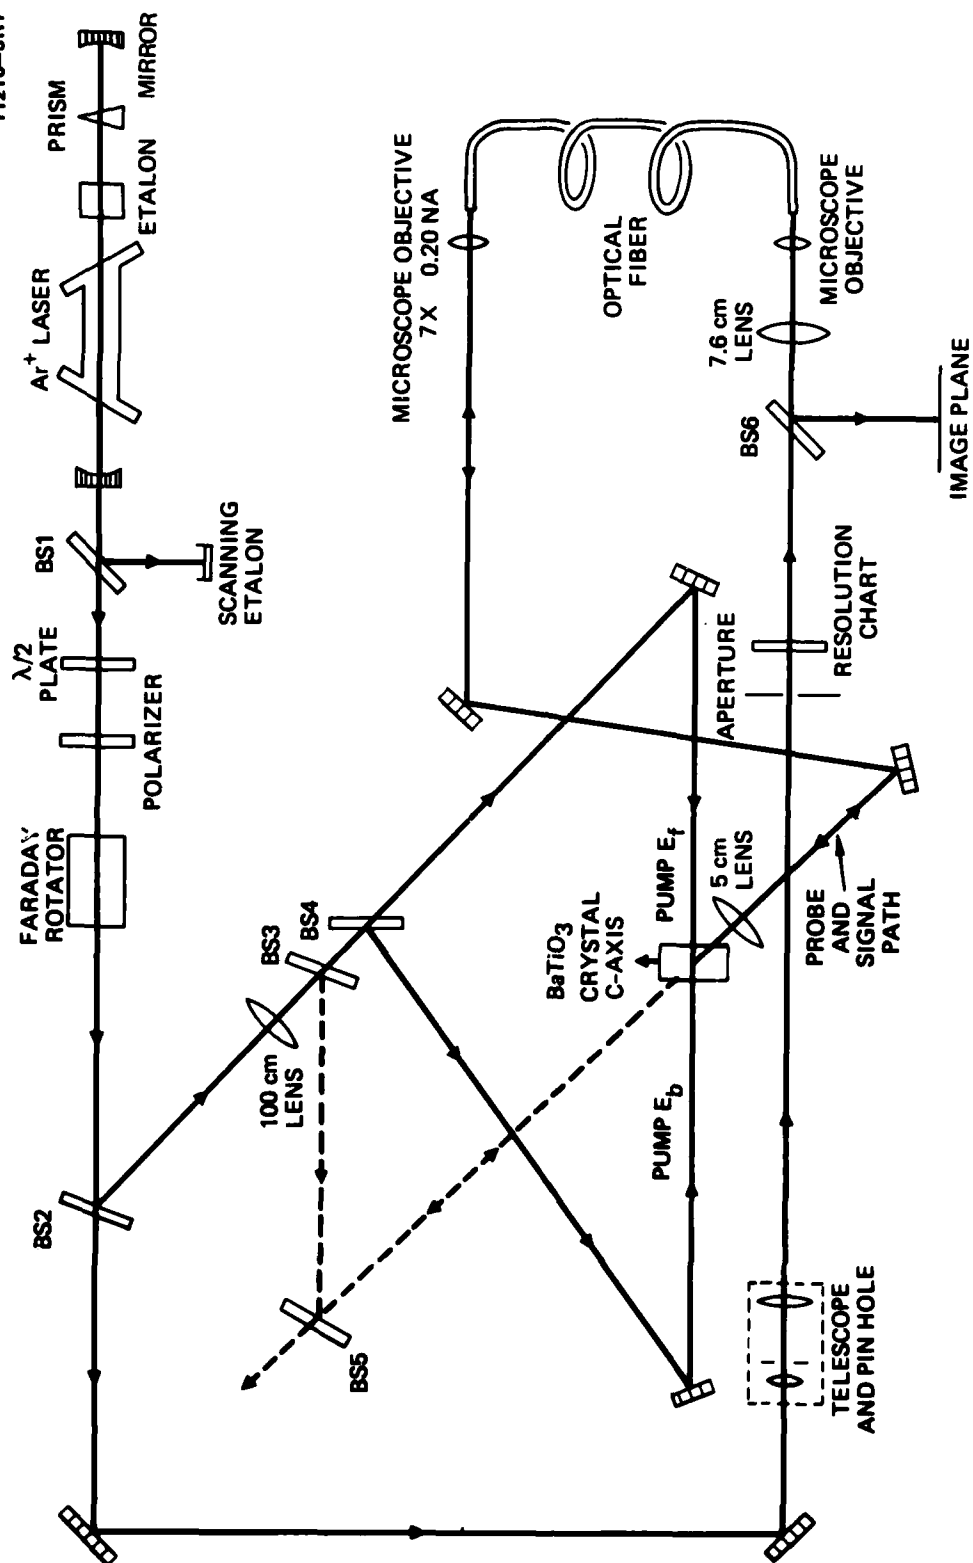 PRISM
MIRROR
ETALON
Ar+ LASER
BS1
SCANNING
ETALON
λ/2
PLATE
POLARIZER
FARADAY
ROTATOR
BS2
MICROSCOPE OBJECTIVE
7X 0.20 NA
OPTICAL
FIBER
MICROSCOPE
OBJECTIVE
7.6 cm
LENS
BS6
IMAGE PLANE
RESOLUTION
CHART
APERTURE
BS3
BS4
100 cm
LENS
BaTiO3
CRYSTAL
C-AXIS
PUMP Ef
5 cm
LENS
PROBE
AND
SIGNAL
PATH
PUMP Eb
BS5
TELESCOPE
AND PIN HOLE